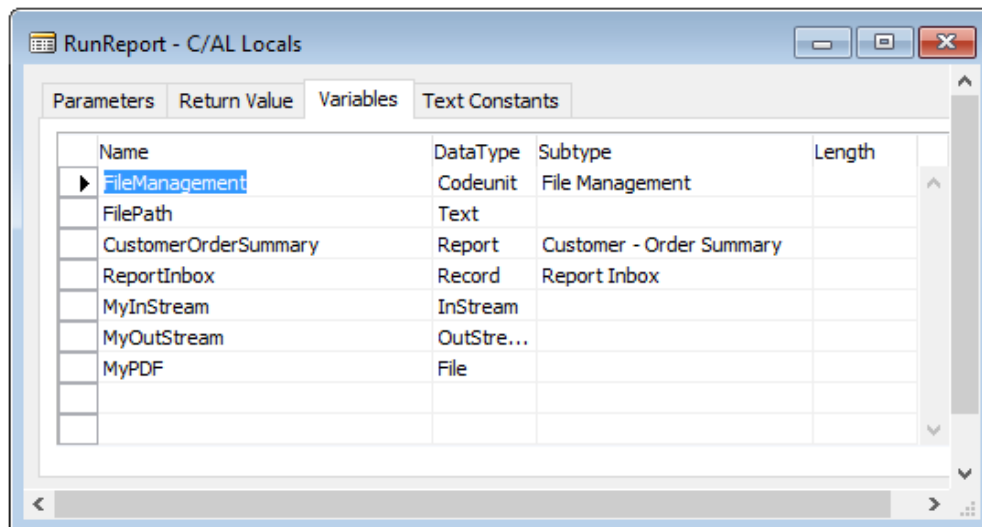 RunReport - C/AL Locals
Parameters Return Value Variables Text Constants
Name DataType Subtype Length
FileManagement Codeunit File Management
FilePath Text
CustomerOrderSummary Report Customer - Order Summary
ReportInbox Record Report Inbox
MyInStream InStream
MyOutStream OutStre...
MyPDF File